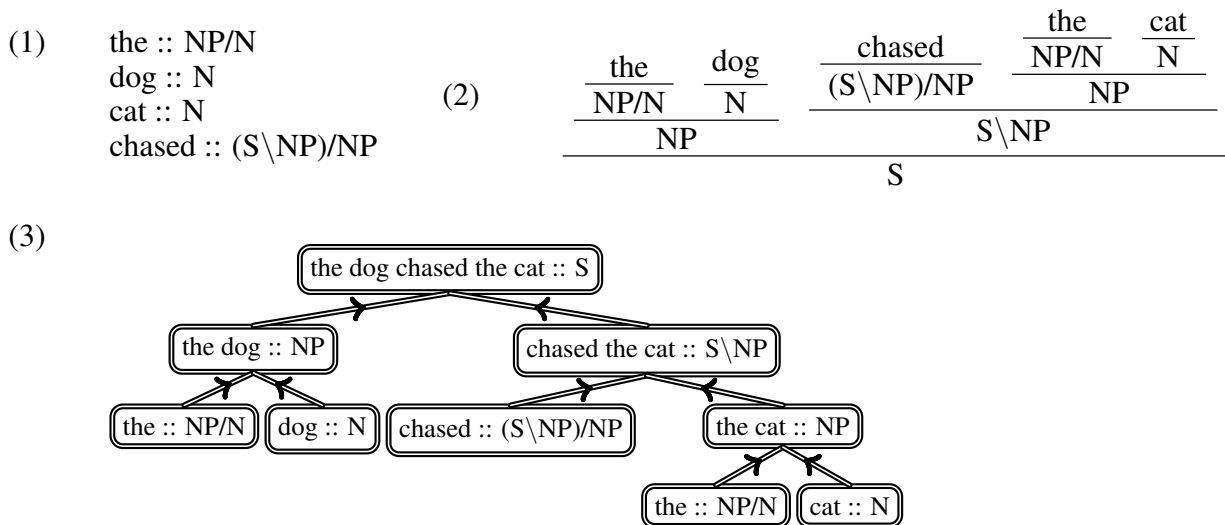 (1) the :: NP/N
dog :: N
cat :: N
chased :: (S\NP)/NP
(2) the dog chased the cat
NP/N N (S\NP)/NP NP/N N
NP NP
S\NP
S
(3)
the dog chased the cat :: S
the dog :: NP chased the cat :: S\NP
the :: NP/N dog :: N chased :: (S\NP)/NP the cat :: NP
the :: NP/N cat :: N